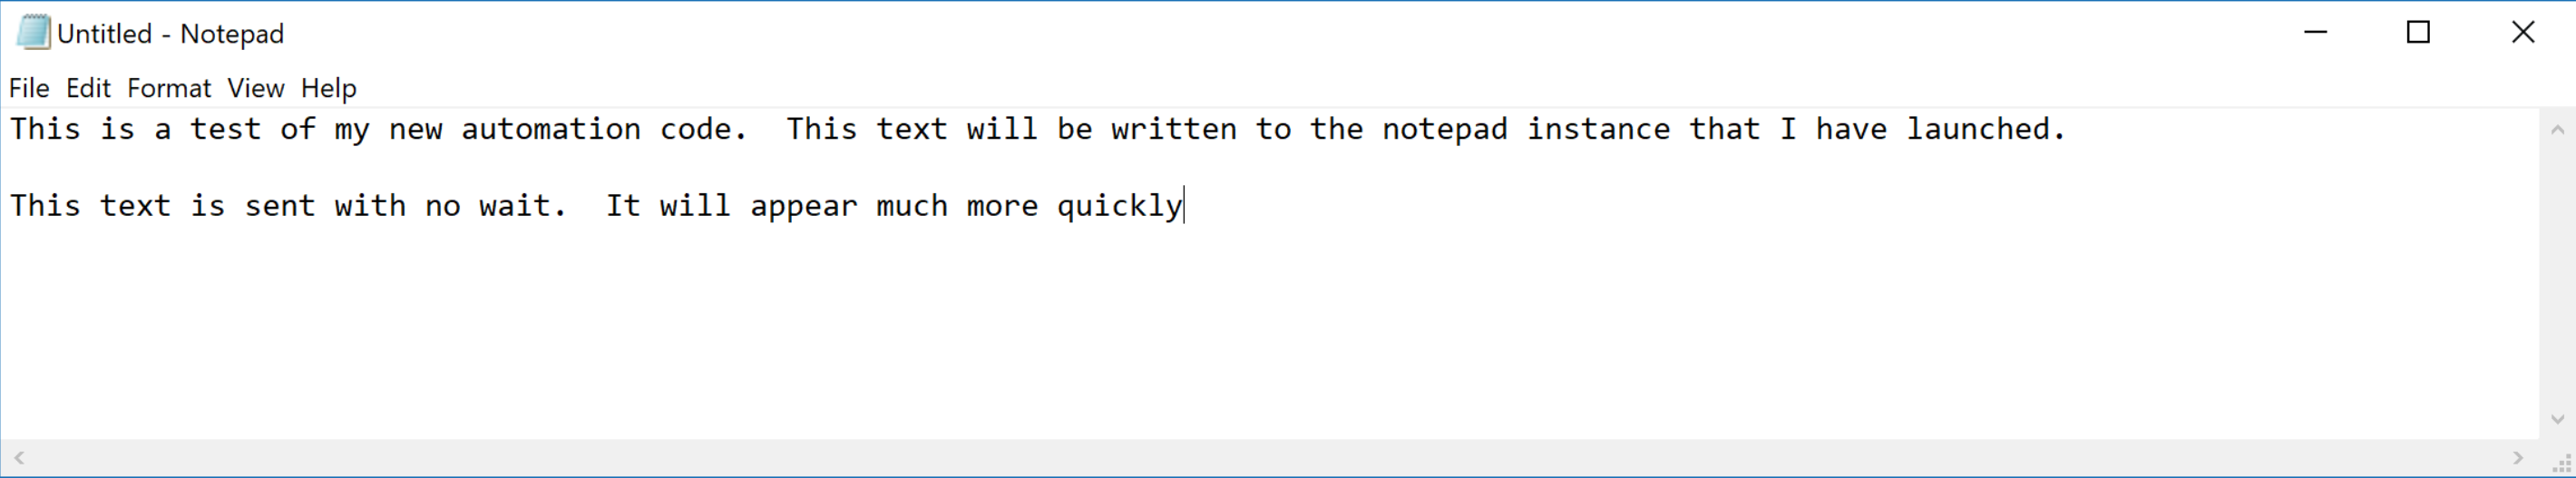 Untitled - Notepad
File Edit Format View Help
This is a test of my new automation code.  This text will be written to the notepad instance that I have launched.
This text is sent with no wait.  It will appear much more quickly